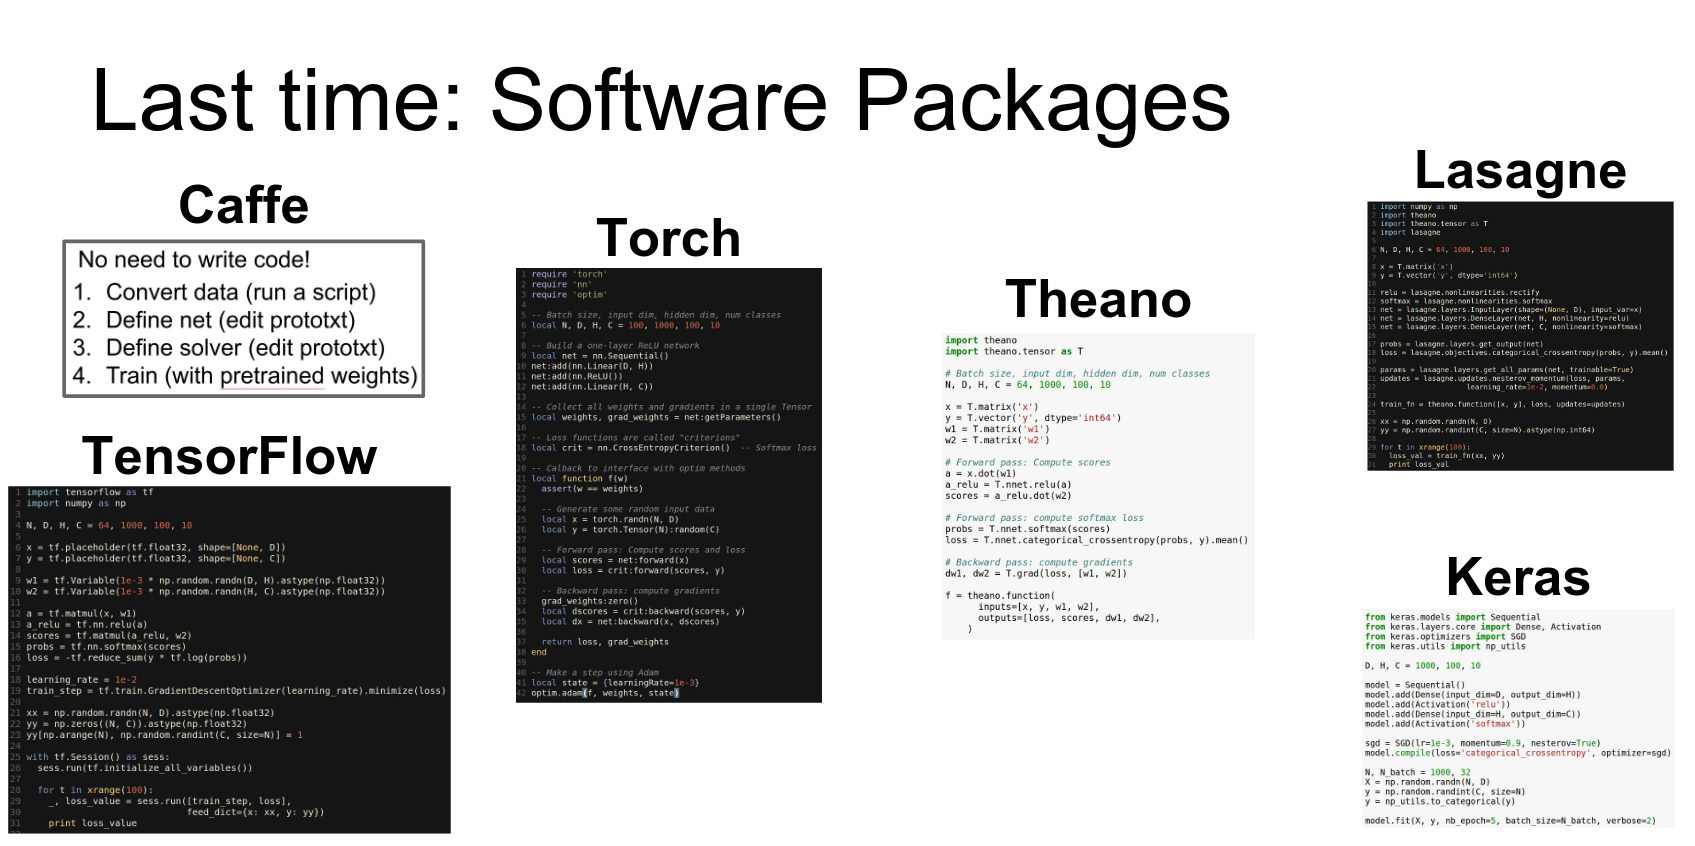 Last time: Software Packages
Caffe
No need to write code!
1. Convert data (run a script)
2. Define net (edit prototxt)
3. Define solver (edit prototxt)
4. Train (with pretrained weights)
TensorFlow
1 import tensorflow as tf
2 import numpy as np
3
4 N, D, H, C = 64, 1000, 100, 10
5
6 x = tf.placeholder(tf.float32, shape=[None, D])
7 y = tf.placeholder(tf.float32, shape=[None, C])
8
9 w1 = tf.Variable(1e-3 * np.random.randn(D, H).astype(np.float32))
10 w2 = tf.Variable(1e-3 * np.random.randn(H, C).astype(np.float32))
11
12 a = tf.matmul(x, w1)
13 a_relu = tf.nn.relu(a)
14 scores = tf.matmul(a_relu, w2)
15 probs = tf.nn.softmax(scores)
16 loss = -tf.reduce_sum(y * tf.log(probs))
17
18 learning_rate = 1e-2
19 train_step = tf.train.GradientDescentOptimizer(learning_rate).minimize(loss)
20
21 xx = np.random.randn(N, D).astype(np.float32)
22 yy = np.zeros((N, C)).astype(np.float32)
23 yy[np.arange(N), np.random.randint(C, size=N)] = 1
24
25 with tf.Session() as sess:
26 sess.run(tf.initialize_all_variables())
27
28 for t in xrange(100):
29 _, loss_value = sess.run([train_step, loss],
30 feed_dict={x: xx, y: yy})
31 print loss_value
Torch
1 require 'torch'
2 require 'nn'
3 require 'optim'
4
5 -- Batch size, input dim, hidden dim, num classes
6 local N, D, H, C = 100, 1000, 100, 10
7
8 -- Build a one-layer ReLU network
9 local net = nn.Sequential()
10 net:add(nn.Linear(D, H))
11 net:add(nn.ReLU())
12 net:add(nn.Linear(H, C))
13
14 -- Collect all weights and gradients in a single Tensor
15 local weights, grad_weights = net:getParameters()
16
17 -- Loss functions are called "criterions"
18 local crit = nn.CrossEntropyCriterion() -- Softmax loss
19
20 -- Calback to interface with optim methods
21 local function f(w)
22 assert(w == weights)
23
24 -- Generate some random input data
25 local x = torch.randn(N, D)
26 local y = torch.Tensor(N):random(C)
27
28 -- Forward pass: Compute scores and loss
29 local scores = net:forward(x)
30 local loss = crit:forward(scores, y)
31
32 -- Backward pass: compute gradients
33 grad_weights:zero()
34 local dscores = crit:backward(scores, y)
35 local dx = net:backward(x, dscores)
36
37 return loss, grad_weights
38 end
39
40 -- Make a step using Adam
41 local state = {learningRate=1e-3}
42 optim.adam(f, weights, state)
Theano
import theano
import theano.tensor as T
# Batch size, input dim, hidden dim, num classes
N, D, H, C = 64, 1000, 100, 10
x = T.matrix('x')
y = T.vector('y', dtype='int64')
w1 = T.matrix('w1')
w2 = T.matrix('w2')
# Forward pass: Compute scores
a = x.dot(w1)
a_relu = T.nnet.relu(a)
scores = a_relu.dot(w2)
# Forward pass: compute softmax loss
probs = T.nnet.softmax(scores)
loss = T.nnet.categorical_crossentropy(probs, y).mean()
# Backward pass: compute gradients
dw1, dw2 = T.grad(loss, [w1, w2])
f = theano.function(
inputs=[x, y, w1, w2],
outputs=[loss, scores, dw1, dw2],
)
Lasagne
1 import numpy as np
2 import theano
3 import theano.tensor as T
4 import lasagne
5
6 N, D, H, C = 64, 1000, 100, 10
7
8 x = T.matrix('x')
9 y = T.vector('y', dtype='int64')
10
11 relu = lasagne.nonlinearities.rectify
12 softmax = lasagne.nonlinearities.softmax
13 net = lasagne.layers.InputLayer(shape=(None, D), input_var=x)
14 net = lasagne.layers.DenseLayer(net, H, nonlinearity=relu)
15 net = lasagne.layers.DenseLayer(net, C, nonlinearity=softmax)
16
17 probs = lasagne.layers.get_output(net)
18 loss = lasagne.objectives.categorical_crossentropy(probs, y).mean()
19
20 params = lasagne.layers.get_all_params(net, trainable=True)
21 updates = lasagne.updates.nesterov_momentum(loss, params,
22 learning_rate=1e-2, momentum=0.0)
23
24 train_fn = theano.function([x, y], loss, updates=updates)
25
26 xx = np.random.randn(N, D)
27 yy = np.random.randint(C, size=N).astype(np.int64)
28
29 for t in xrange(100):
30 loss_val = train_fn(xx, yy)
31 print loss_val
Keras
from keras.models import Sequential
from keras.layers.core import Dense, Activation
from keras.optimizers import SGD
from keras.utils import np_utils
D, H, C = 1000, 100, 10
model = Sequential()
model.add(Dense(input_dim=D, output_dim=H))
model.add(Activation('relu'))
model.add(Dense(input_dim=H, output_dim=C))
model.add(Activation('softmax'))
sgd = SGD(lr=1e-3, momentum=0.9, nesterov=True)
model.compile(loss='categorical_crossentropy', optimizer=sgd)
N, N_batch = 1000, 32
X = np.random.randn(N, D)
y = np.random.randint(C, size=N)
y = np_utils.to_categorical(y)
model.fit(X, y, nb_epoch=5, batch_size=N_batch, verbose=2)